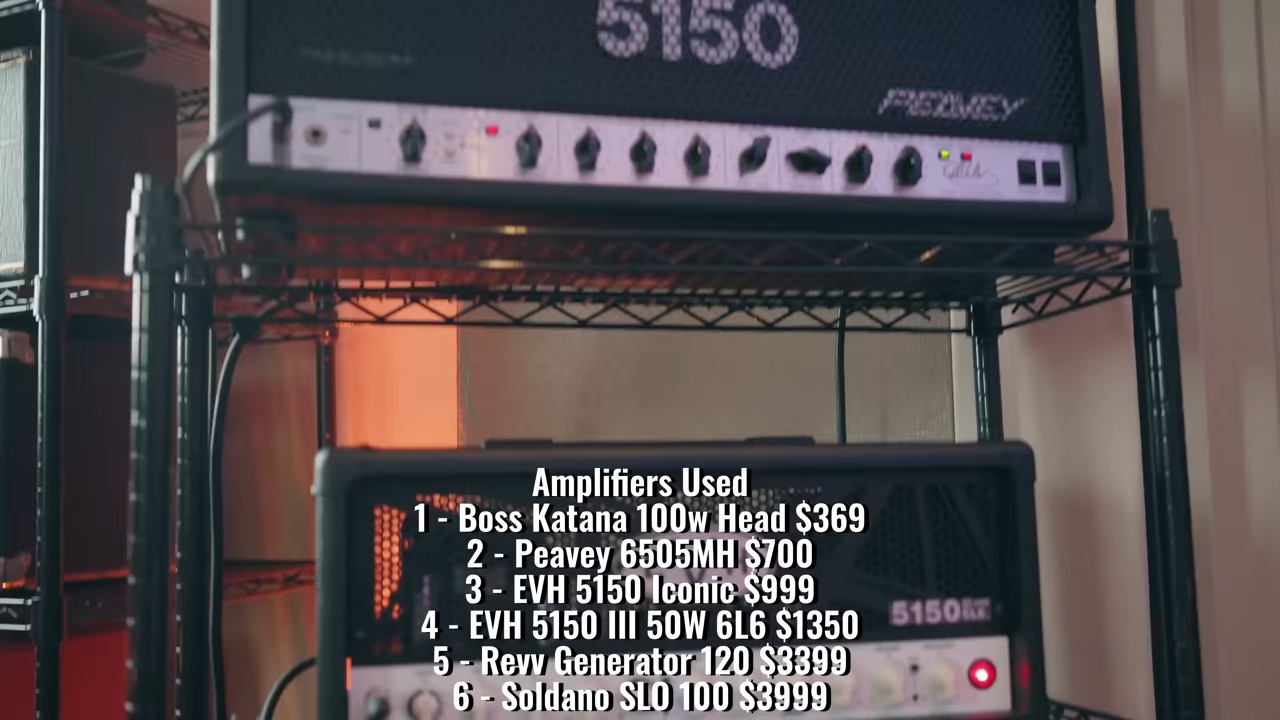 5150
PEAVEY
Amplifiers Used
1 - Boss Katana 100w Head $369
2 - Peavey 6505MH $700
3 - EVH 5150 Iconic $999
4 - EVH 5150 III 50W 6L6 $1350
5150
5 - Revv Generator 120 $3399
6 - Soldano SLO 100 $3999